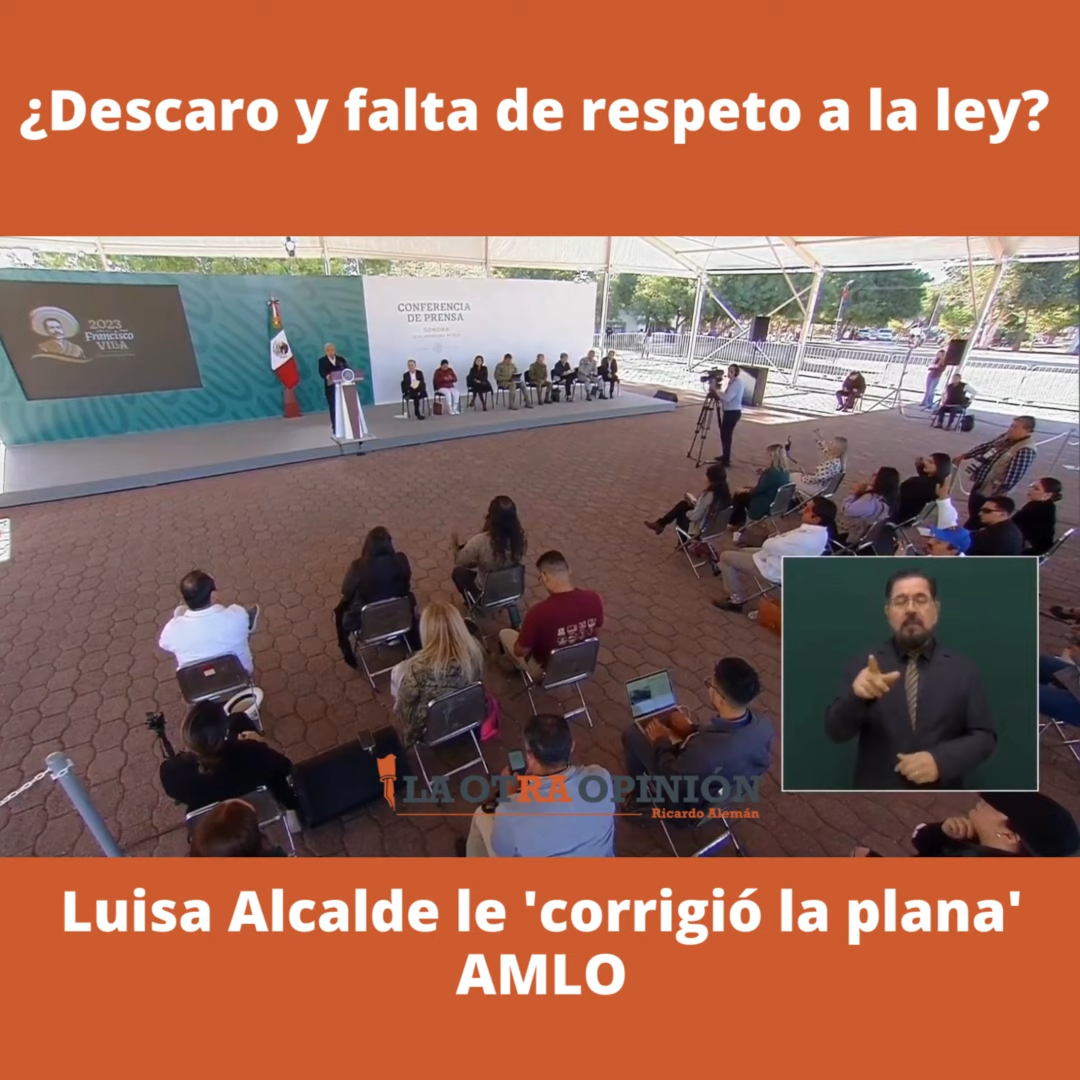 ¿Descaro y falta de respeto a la ley?
2023
Francisco
VILLA
CONFERENCIA
DE PRENSA
SONORA
LA OTRA OPINIÓN
Ricardo Alemán
Luisa Alcalde le 'corrigió la plana'
AMLO